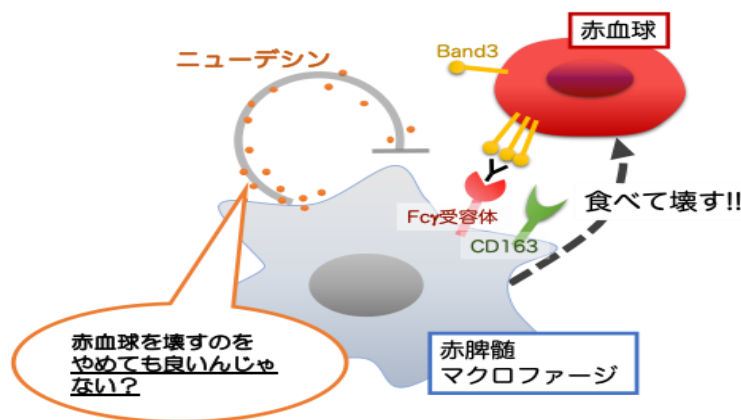 ニューデシン
Band3
赤血球
Fcγ受容体
CD163
食べて壊す!!
赤血球を壊すのを
やめても良いんじゃ
ない？
赤脾髄
マクロファージ